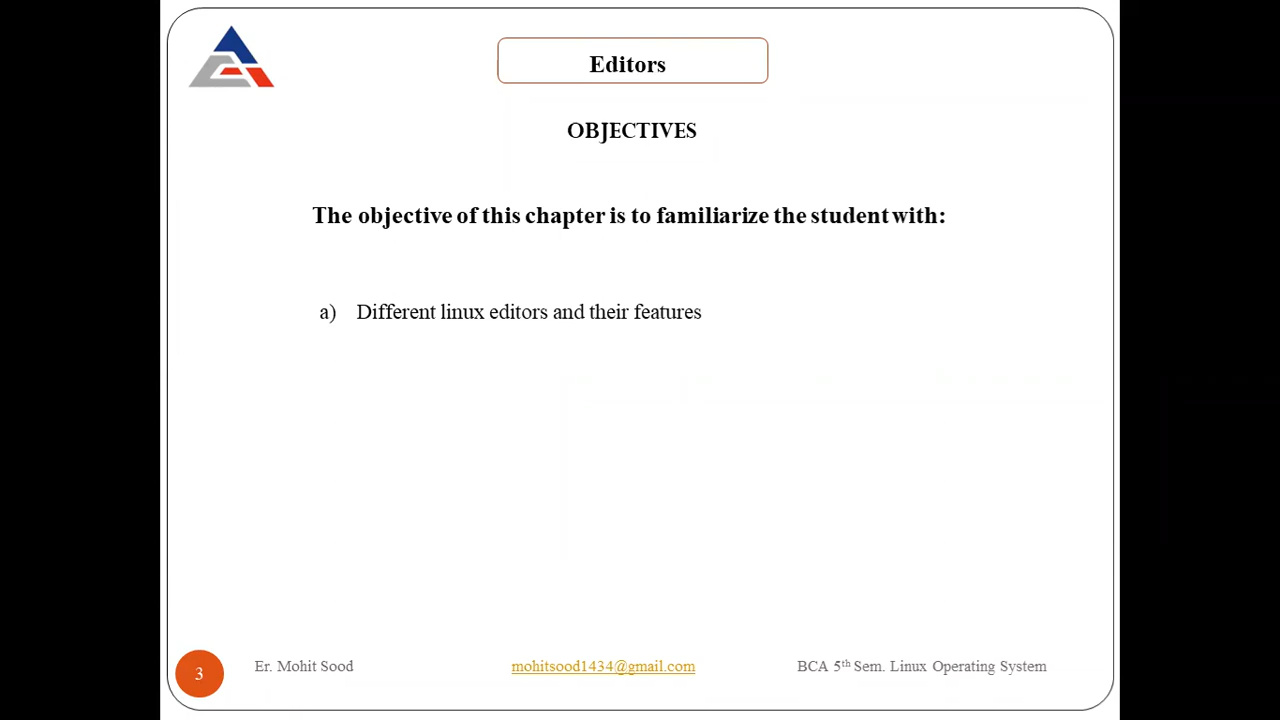 Editors
OBJECTIVES
The objective of this chapter is to familiarize the student with:
a) Different linux editors and their features
3 Er. Mohit Sood mohitsood1434@gmail.com BCA 5th Sem. Linux Operating System